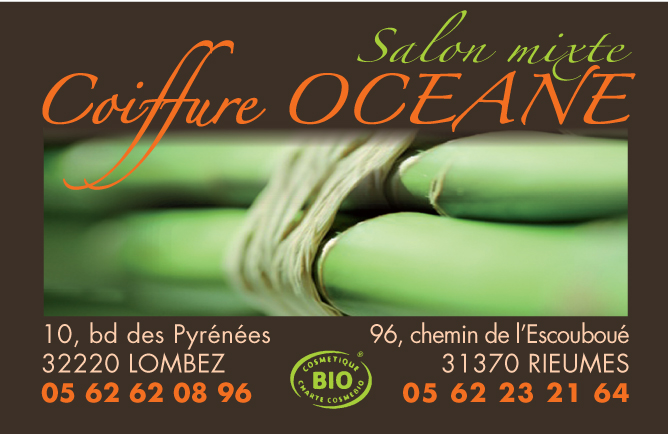 Salon mixte
Coiffure OCEANE
10, bd des Pyrénées
32220 LOMBEZ
05 62 62 08 96
COSMETIQUE
BIO
CHARTE COSMEBIO
®
96, chemin de l'Escouboué
31370 RIEUMES
05 62 23 21 64